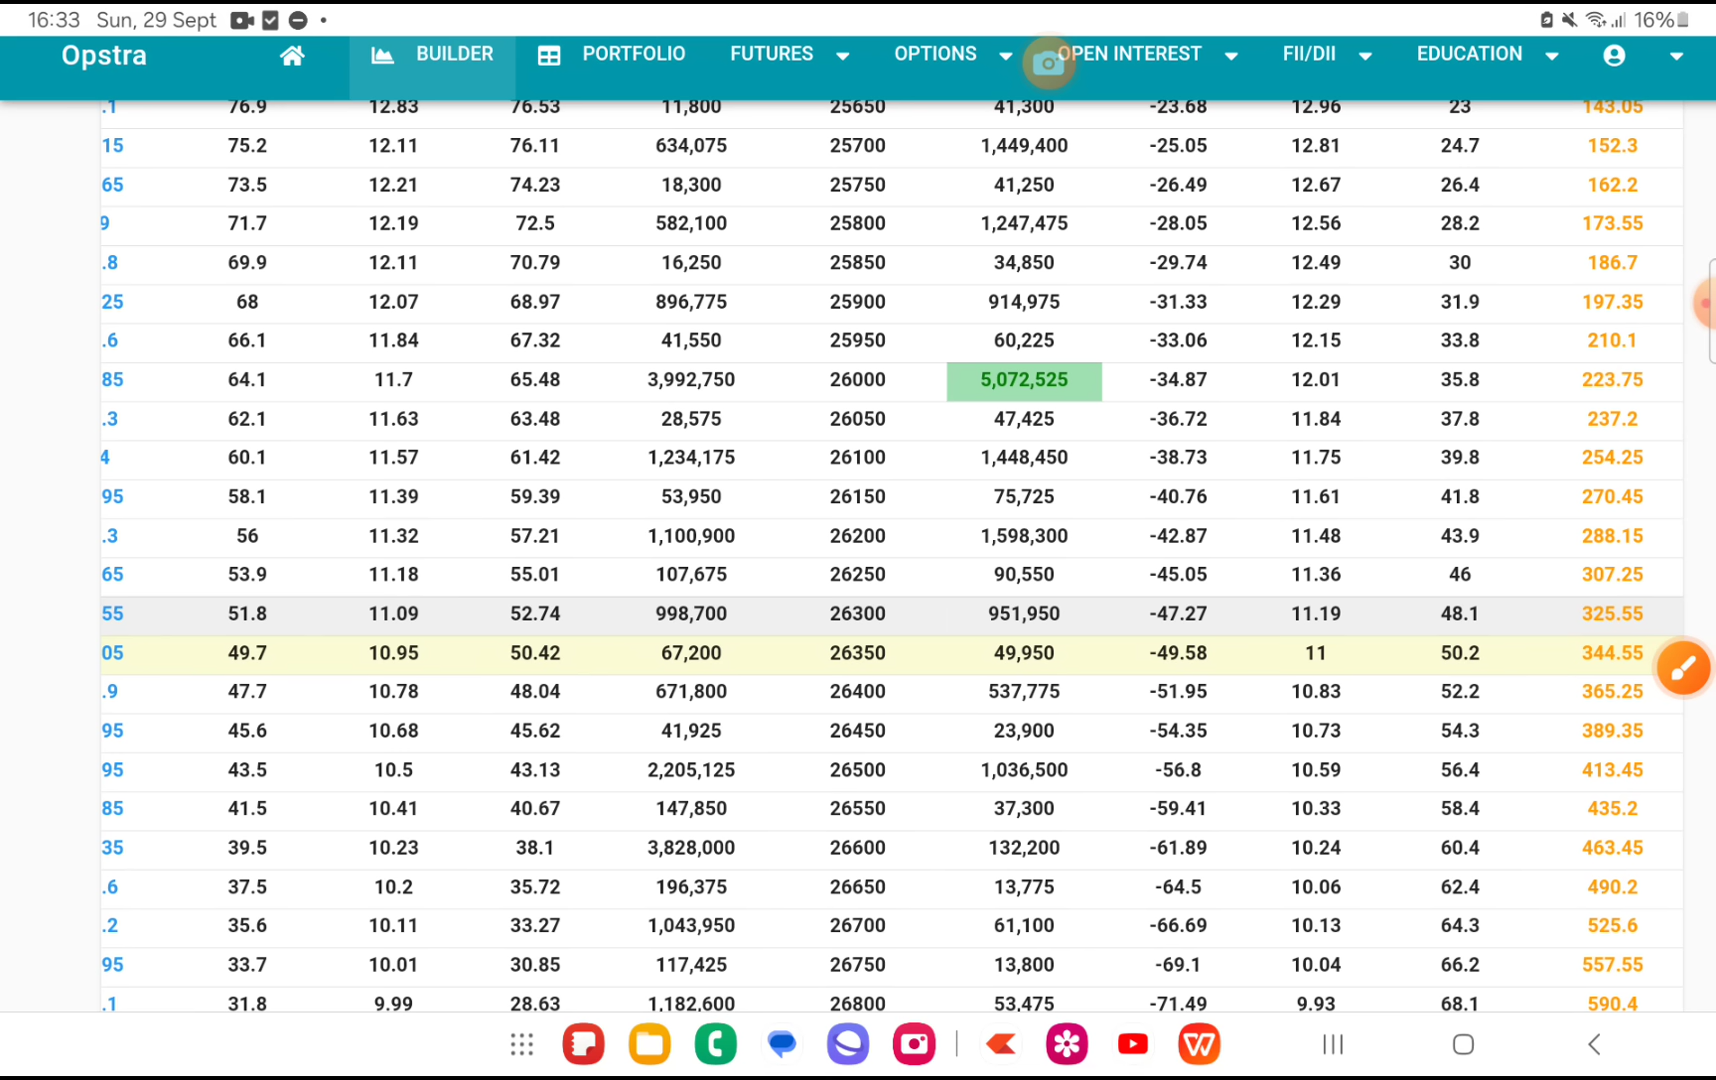 16:33 Sun, 29 Sept 16%
Opstra BUILDER PORTFOLIO FUTURES OPTIONS OPEN INTEREST FII/DII EDUCATION
.1 76.9 12.83 76.53 11,800 25650 41,300 -23.68 12.96 23 143.05
15 75.2 12.11 76.11 634,075 25700 1,449,400 -25.05 12.81 24.7 152.3
65 73.5 12.21 74.23 18,300 25750 41,250 -26.49 12.67 26.4 162.2
9 71.7 12.19 72.5 582,100 25800 1,247,475 -28.05 12.56 28.2 173.55
.8 69.9 12.11 70.79 16,250 25850 34,850 -29.74 12.49 30 186.7
25 68 12.07 68.97 896,775 25900 914,975 -31.33 12.29 31.9 197.35
.6 66.1 11.84 67.32 41,550 25950 60,225 -33.06 12.15 33.8 210.1
85 64.1 11.7 65.48 3,992,750 26000 5,072,525 -34.87 12.01 35.8 223.75
.3 62.1 11.63 63.48 28,575 26050 47,425 -36.72 11.84 37.8 237.2
4 60.1 11.57 61.42 1,234,175 26100 1,448,450 -38.73 11.75 39.8 254.25
95 58.1 11.39 59.39 53,950 26150 75,725 -40.76 11.61 41.8 270.45
.3 56 11.32 57.21 1,100,900 26200 1,598,300 -42.87 11.48 43.9 288.15
65 53.9 11.18 55.01 107,675 26250 90,550 -45.05 11.36 46 307.25
55 51.8 11.09 52.74 998,700 26300 951,950 -47.27 11.19 48.1 325.55
05 49.7 10.95 50.42 67,200 26350 49,950 -49.58 11 50.2 344.55
.9 47.7 10.78 48.04 671,800 26400 537,775 -51.95 10.83 52.2 365.25
95 45.6 10.68 45.62 41,925 26450 23,900 -54.35 10.73 54.3 389.35
95 43.5 10.5 43.13 2,205,125 26500 1,036,500 -56.8 10.59 56.4 413.45
85 41.5 10.41 40.67 147,850 26550 37,300 -59.41 10.33 58.4 435.2
35 39.5 10.23 38.1 3,828,000 26600 132,200 -61.89 10.24 60.4 463.45
.6 37.5 10.2 35.72 196,375 26650 13,775 -64.5 10.06 62.4 490.2
.2 35.6 10.11 33.27 1,043,950 26700 61,100 -66.69 10.13 64.3 525.6
95 33.7 10.01 30.85 117,425 26750 13,800 -69.1 10.04 66.2 557.55
.1 31.8 9.99 28.63 1,182,600 26800 53,475 -71.49 9.93 68.1 590.4